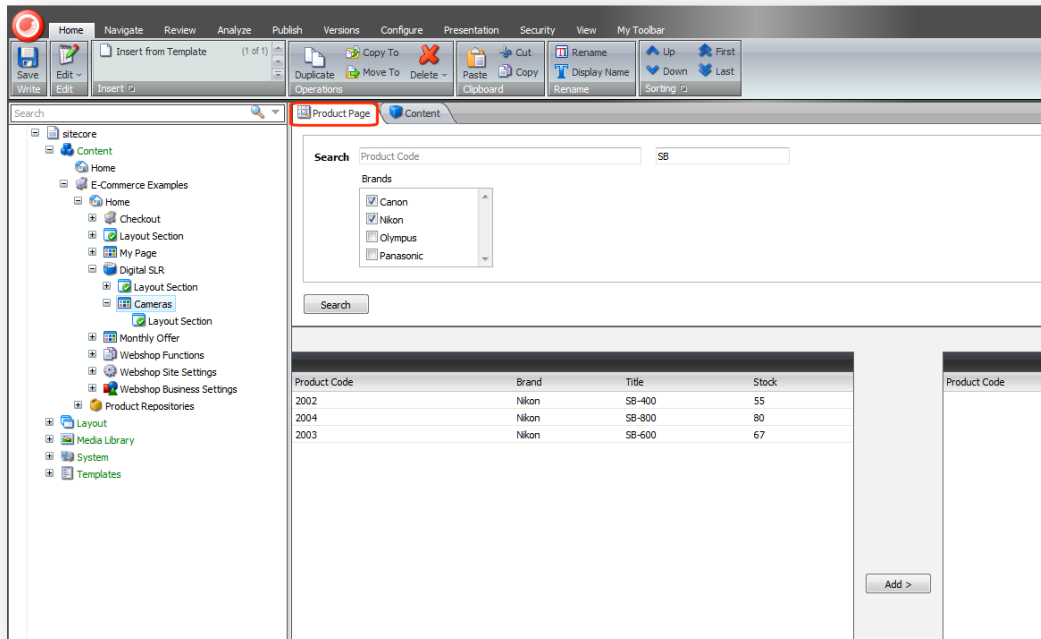 Home Navigate Review Analyze Publish Versions Configure Presentation Security View My Toolbar
Save
Write
Edit
Edit
Insert from Template (1 of 1)
Insert
Duplicate
Copy To
Move To
Delete
Operations
Paste
Cut
Copy
Clipboard
Rename
Display Name
Rename
Up
Down
First
Last
Sorting
Search
sitecore
Content
Home
E-Commerce Examples
Home
Checkout
Layout Section
My Page
Digital SLR
Layout Section
Cameras
Layout Section
Monthly Offer
Webshop Functions
Webshop Site Settings
Webshop Business Settings
Product Repositories
Layout
Media Library
System
Templates
Product Page Content
Search Product Code SB
Brands
Canon
Nikon
Olympus
Panasonic
Search
Product Code Brand Title Stock
2002 Nikon SB-400 55
2004 Nikon SB-800 80
2003 Nikon SB-600 67
Add >
Product Code